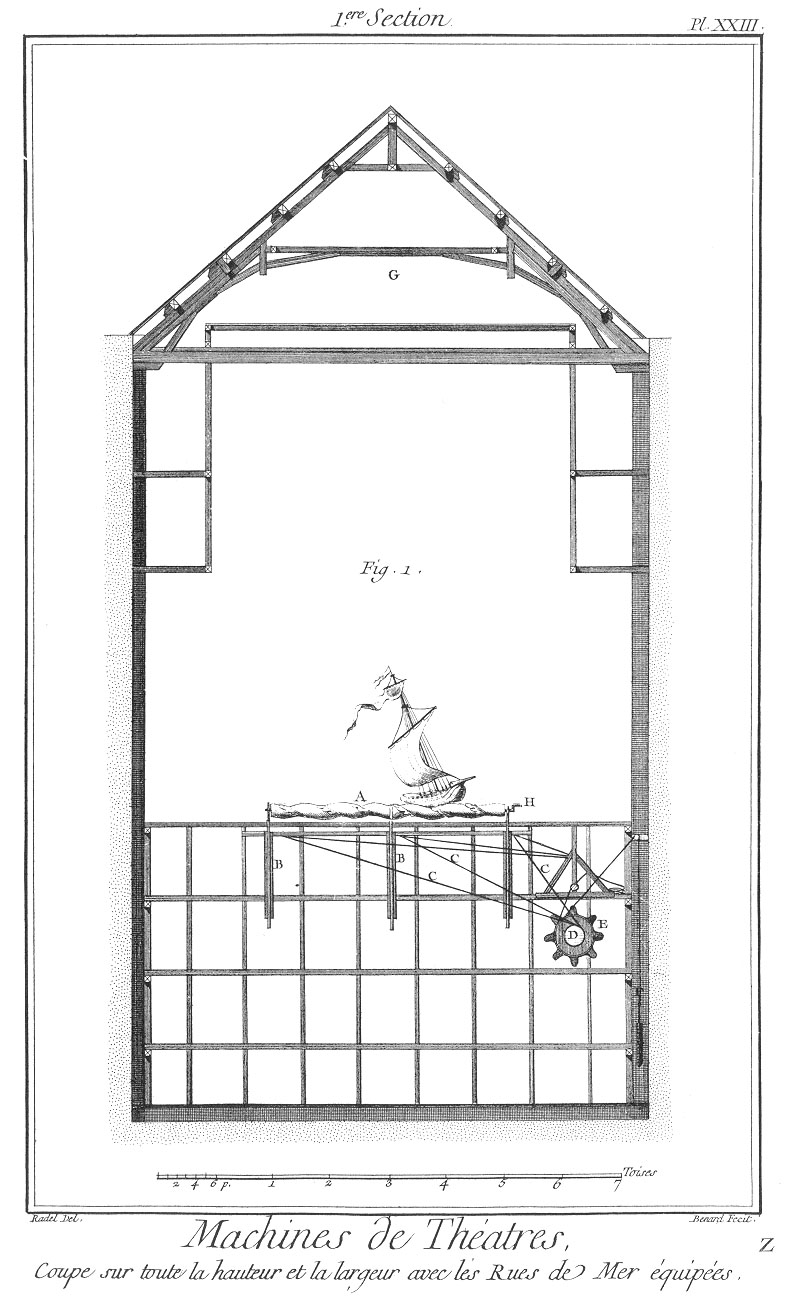 1.ere Section.
Pl. XXIII.
G
Fig. 1.
A
H
B
B
C
C
C
D
E
Toises
2 4 6 p. 1 2 3 4 5 6 7
Radel Del.
Benard Fecit.
Machines de Théatres,
Z
Coupe sur toute la hauteur et la largeur avec les Rues de Mer équipées.